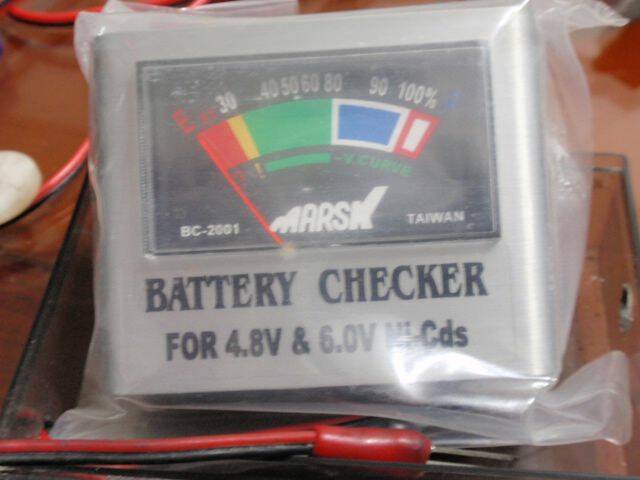 30 40 50 60 80 90 100%
-V.CURVE
MARSK
BC-2001
TAIWAN
BATTERY CHECKER
FOR 4.8V & 6.0V Ni-Cds